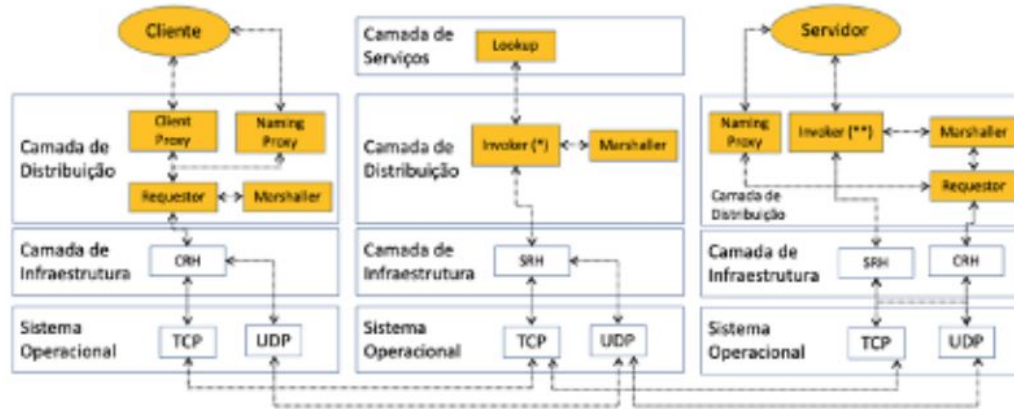 Cliente
Camada de
Serviços
Lookup
Servidor
Camada de
Distribuição
Client
Proxy
Naming
Proxy
Requestor
Marshaller
Camada de
Distribuição
Invoker (*)
Marshaller
Naming
Proxy
Invoker (**)
Marshaller
Requestor
Camada de
Distribuição
Camada de
Infraestrutura
CRH
Camada de
Infraestrutura
SRH
Camada de
Infraestrutura
SRH
CRH
Sistema
Operacional
TCP
UDP
Sistema
Operacional
TCP
UDP
Sistema
Operacional
TCP
UDP